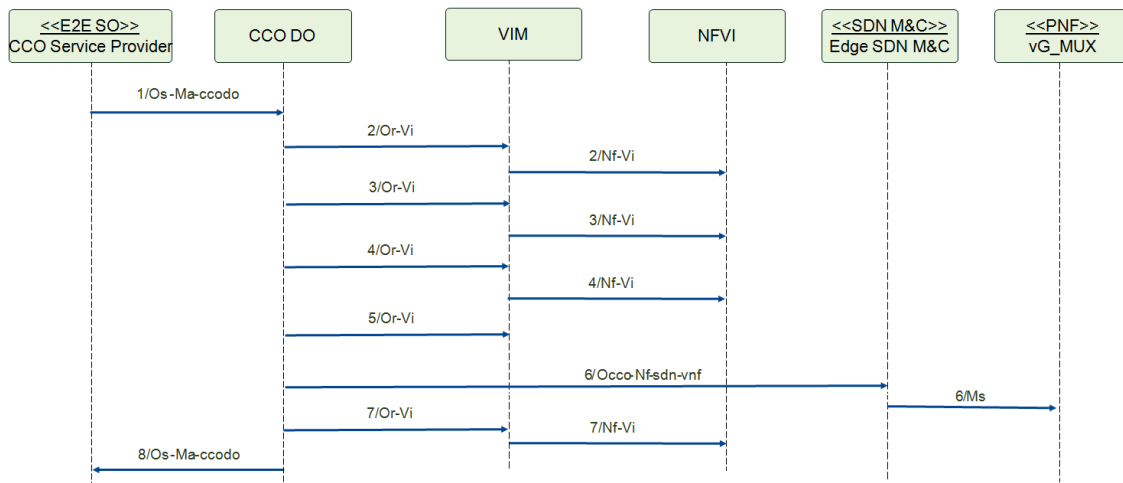 <<E2E SO>>
CCO Service Provider
CCO DO
VIM
NFVI
<<SDN M&C>>
Edge SDN M&C
<<PNF>>
vG_MUX
1/Os-Ma-ccodo
2/Or-Vi
2/Nf-Vi
3/Or-Vi
3/Nf-Vi
4/Or-Vi
4/Nf-Vi
5/Or-Vi
6/Occo-Nf-sdn-vnf
6/Ms
7/Or-Vi
7/Nf-Vi
8/Os-Ma-ccodo